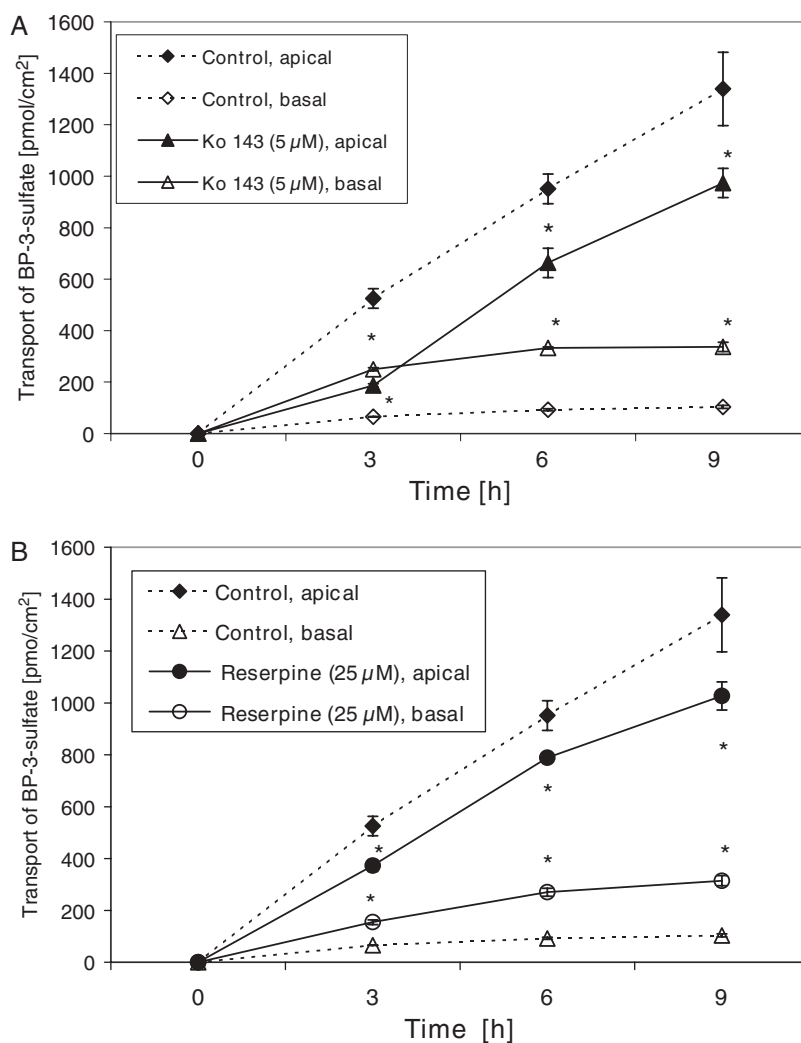 A
1600
1400
1200
1000
800
600
400
200
0
Transport of BP-3-sulfate [pmol/cm²]
Control, apical
Control, basal
Ko 143 (5 µM), apical
Ko 143 (5 µM), basal
*
*
*
*
*
*
0 3 6 9
Time [h]
B
1600
1400
1200
1000
800
600
400
200
0
Transport of BP-3-sulfate [pmo/cm²]
Control, apical
Control, basal
Reserpine (25 µM), apical
Reserpine (25 µM), basal
*
*
*
*
*
*
0 3 6 9
Time [h]